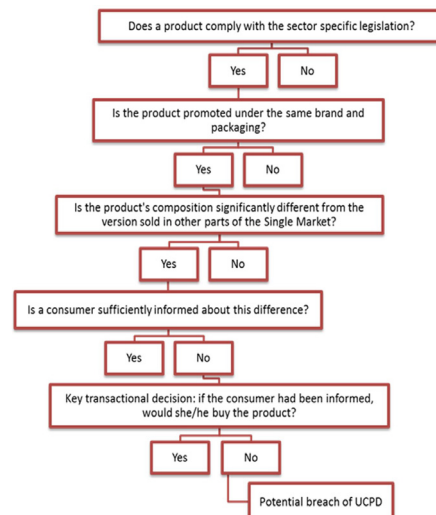 Does a product comply with the sector specific legislation?
Yes
No
Is the product promoted under the same brand and
packaging?
Yes
No
Is the product's composition significantly different from the
version sold in other parts of the Single Market?
Yes
No
Is a consumer sufficiently informed about this difference?
Yes
No
Key transactional decision: if the consumer had been informed,
would she/he buy the product?
Yes
No
Potential breach of UCPD